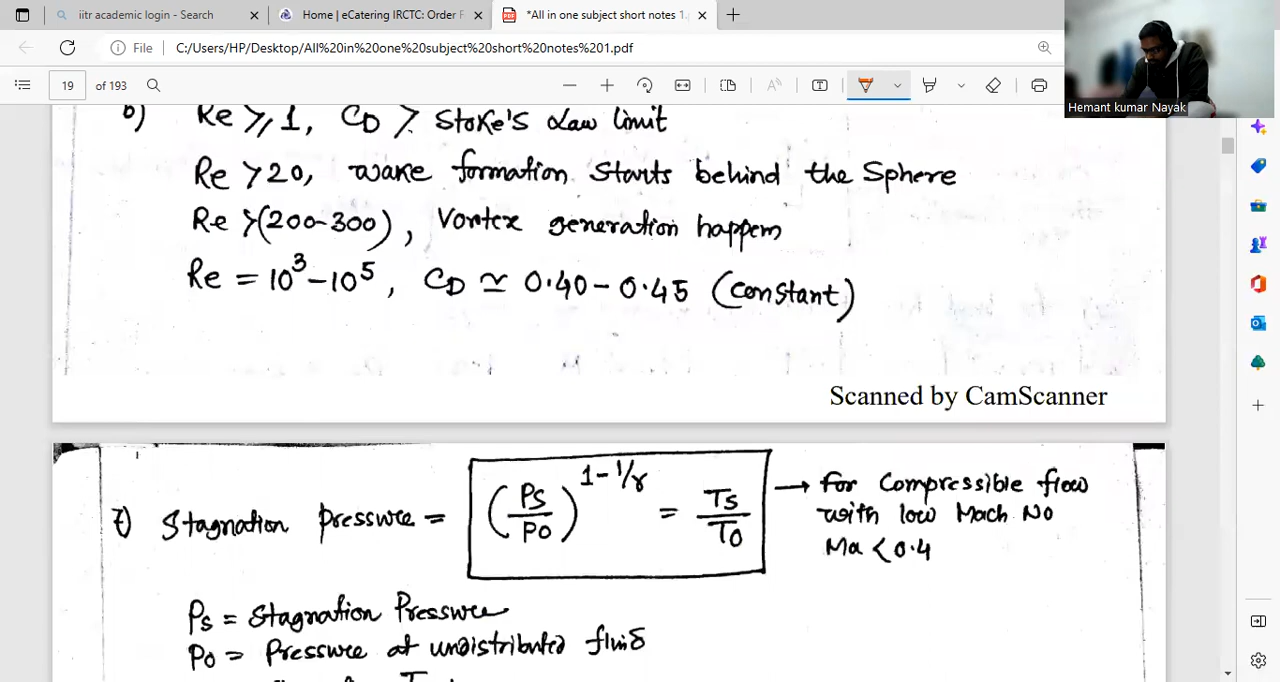 iitr academic login - Search
Home | eCatering IRCTC: Order F
*All in one subject short notes 1.p
File
C:/Users/HP/Desktop/All%20in%20one%20subject%20short%20notes%201.pdf
19 of 193
Hemant kumar Nayak
b) Re ⩾ 1, CD > Stoke's Law limit
Re > 20, wake formation starts behind the Sphere
Re >(200-300), Vortex generation happens
Re = 10³ - 10⁵, CD ≃ 0.40 - 0.45 (constant)
Scanned by CamScanner
7) Stagnation pressure = (Ps/Po)^(1-1/γ) = Ts/To → for compressible flow
with low Mach No
Ma < 0.4
Ps = Stagnation Pressure
Po = Pressure at undistributed fluid